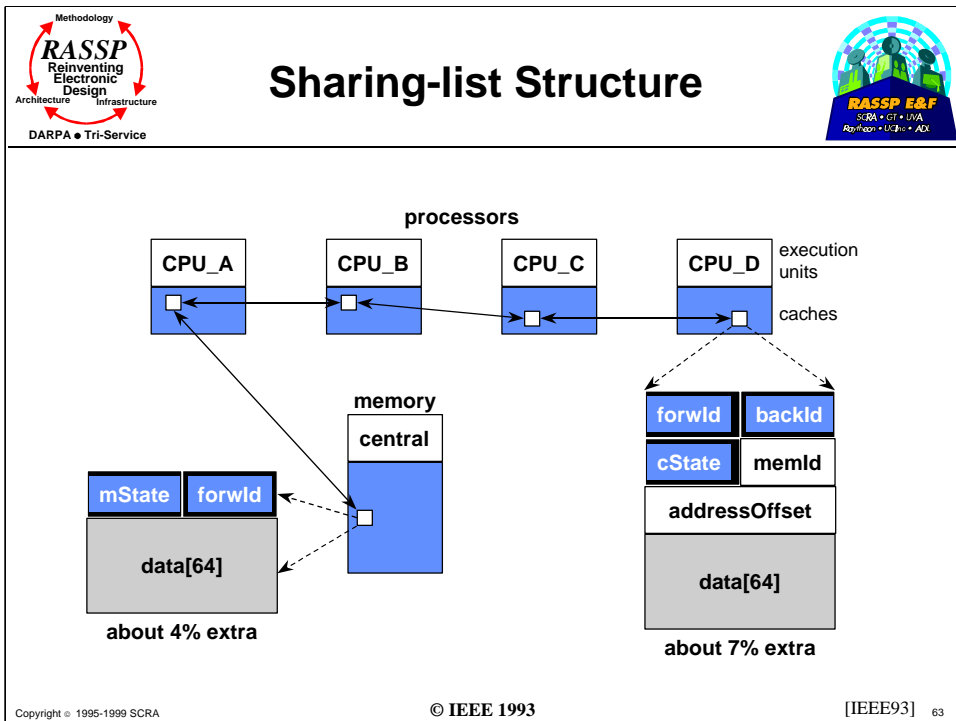 Methodology
RASSP
Reinventing
Electronic
Design
Architecture Infrastructure
DARPA ● Tri-Service
Sharing-list Structure
RASSP E&F
SCRA • GT • UVA
Raytheon • UCinc • ADL
processors
CPU_A CPU_B CPU_C CPU_D
execution
units
caches
memory
central
mState forwId
data[64]
about 4% extra
forwId backId
cState memId
addressOffset
data[64]
about 7% extra
Copyright © 1995-1999 SCRA
© IEEE 1993
[IEEE93] 63